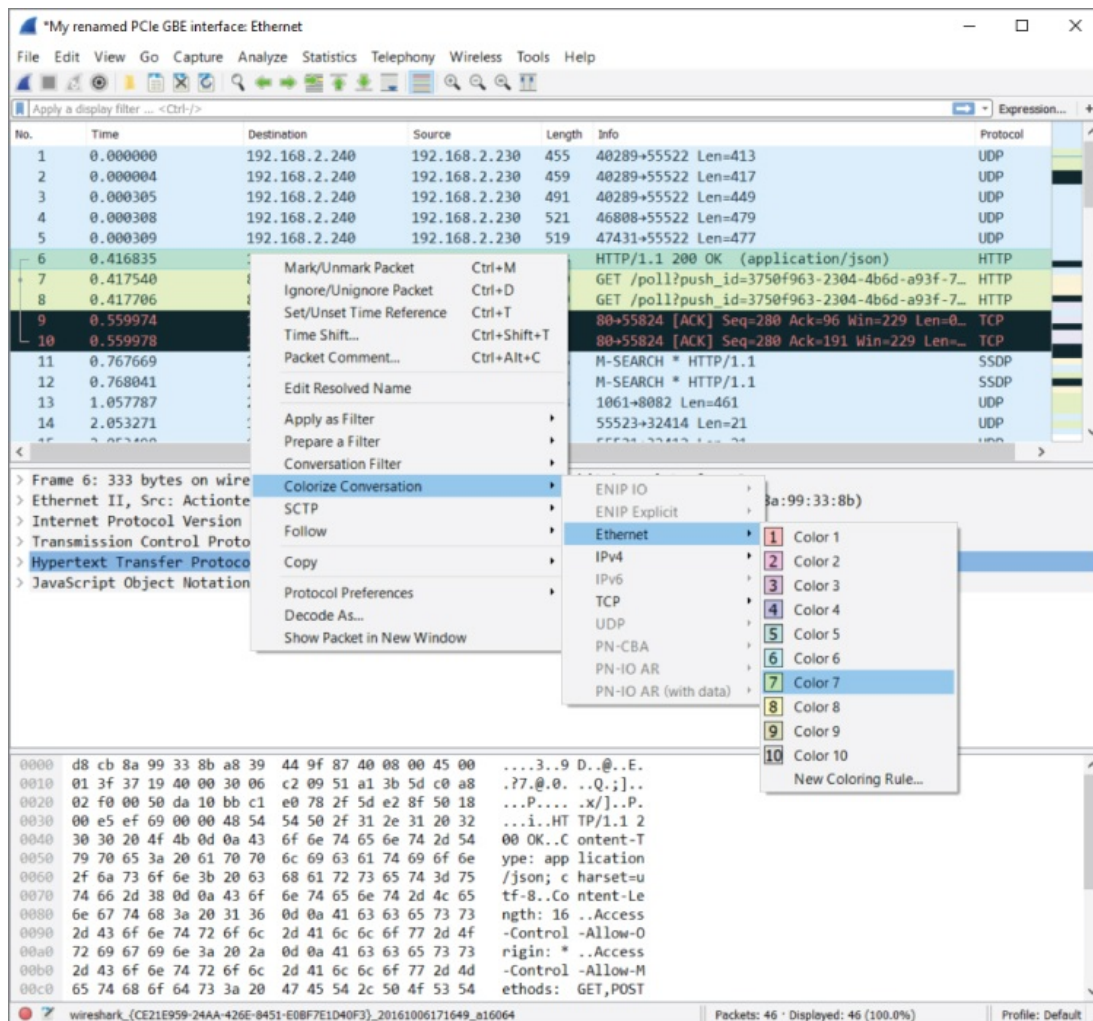 *My renamed PCIe GBE interface: Ethernet
File Edit View Go Capture Analyze Statistics Telephony Wireless Tools Help
Apply a display filter ... <Ctrl-/> Expression... +
No. Time Destination Source Length Info Protocol
1 0.000000 192.168.2.240 192.168.2.230 455 40289→55522 Len=413 UDP
2 0.000004 192.168.2.240 192.168.2.230 459 40289→55522 Len=417 UDP
3 0.000305 192.168.2.240 192.168.2.230 491 40289→55522 Len=449 UDP
4 0.000308 192.168.2.240 192.168.2.230 521 46808→55522 Len=479 UDP
5 0.000309 192.168.2.240 192.168.2.230 519 47431→55522 Len=477 UDP
6 0.416835 HTTP/1.1 200 OK (application/json) HTTP
7 0.417540 GET /poll?push_id=3750f963-2304-4b6d-a93f-7… HTTP
8 0.417706 GET /poll?push_id=3750f963-2304-4b6d-a93f-7… HTTP
9 0.559974 80→55824 [ACK] Seq=280 Ack=96 Win=229 Len=0… TCP
10 0.559978 80→55824 [ACK] Seq=280 Ack=191 Win=229 Len=… TCP
11 0.767669 M-SEARCH * HTTP/1.1 SSDP
12 0.768041 M-SEARCH * HTTP/1.1 SSDP
13 1.057787 1061→8082 Len=461 UDP
14 2.053271 55523→32414 Len=21 UDP
Mark/Unmark Packet Ctrl+M
Ignore/Unignore Packet Ctrl+D
Set/Unset Time Reference Ctrl+T
Time Shift... Ctrl+Shift+T
Packet Comment... Ctrl+Alt+C
Edit Resolved Name
Apply as Filter
Prepare a Filter
Conversation Filter
Colorize Conversation
SCTP
Follow
Copy
Protocol Preferences
Decode As...
Show Packet in New Window
ENIP IO
ENIP Explicit
Ethernet
IPv4
IPv6
TCP
UDP
PN-CBA
PN-IO AR
PN-IO AR (with data)
1 Color 1
2 Color 2
3 Color 3
4 Color 4
5 Color 5
6 Color 6
7 Color 7
8 Color 8
9 Color 9
10 Color 10
New Coloring Rule...
> Frame 6: 333 bytes on wire
> Ethernet II, Src: Actionte 8a:99:33:8b)
> Internet Protocol Version
> Transmission Control Proto
> Hypertext Transfer Protoco
> JavaScript Object Notation
0000 d8 cb 8a 99 33 8b a8 39 44 9f 87 40 08 00 45 00 ....3..9 D..@..E.
0010 01 3f 37 19 40 00 30 06 c2 09 51 a1 3b 5d c0 a8 .?7.@.0. ..Q.;]..
0020 02 f0 00 50 da 10 bb c1 e0 78 2f 5d e2 8f 50 18 ...P.... .x/]..P.
0030 00 e5 ef 69 00 00 48 54 54 50 2f 31 2e 31 20 32 ...i..HT TP/1.1 2
0040 30 30 20 4f 4b 0d 0a 43 6f 6e 74 65 6e 74 2d 54 00 OK..C ontent-T
0050 79 70 65 3a 20 61 70 70 6c 69 63 61 74 69 6f 6e ype: app lication
0060 2f 6a 73 6f 6e 3b 20 63 68 61 72 73 65 74 3d 75 /json; c harset=u
0070 74 66 2d 38 0d 0a 43 6f 6e 74 65 6e 74 2d 4c 65 tf-8..Co ntent-Le
0080 6e 67 74 68 3a 20 31 36 0d 0a 41 63 63 65 73 73 ngth: 16 ..Access
0090 2d 43 6f 6e 74 72 6f 6c 2d 41 6c 6c 6f 77 2d 4f -Control -Allow-O
00a0 72 69 67 69 6e 3a 20 2a 0d 0a 41 63 63 65 73 73 rigin: * ..Access
00b0 2d 43 6f 6e 74 72 6f 6c 2d 41 6c 6c 6f 77 2d 4d -Control -Allow-M
00c0 65 74 68 6f 64 73 3a 20 47 45 54 2c 50 4f 53 54 ethods: GET,POST
wireshark_{CE21E959-24AA-426E-8451-E0BF7E1D40F3}_20161006171649_a16064 Packets: 46 · Displayed: 46 (100.0%) Profile: Default